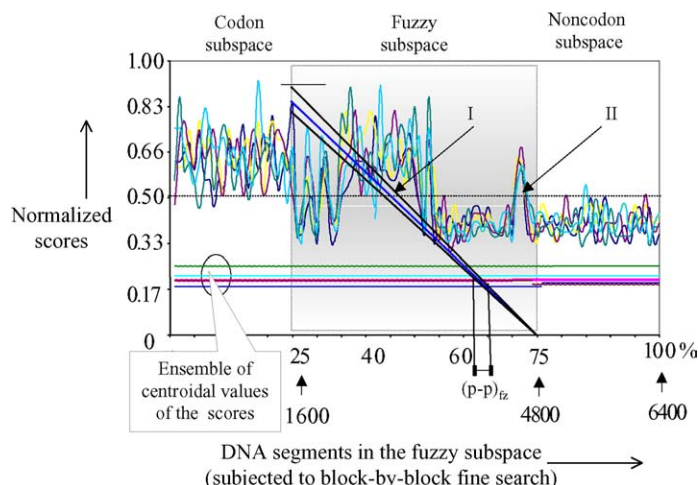 Codon
subspace
Fuzzy
subspace
Noncodon
subspace
1.00
0.83
0.66
0.50
0.33
0.17
0
Normalized
scores
I
II
25
40
60
75
100 %
(p-p)fz
1600
4800
6400
Ensemble of
centroidal values
of the scores
DNA segments in the fuzzy subspace
(subjected to block-by-block fine search)